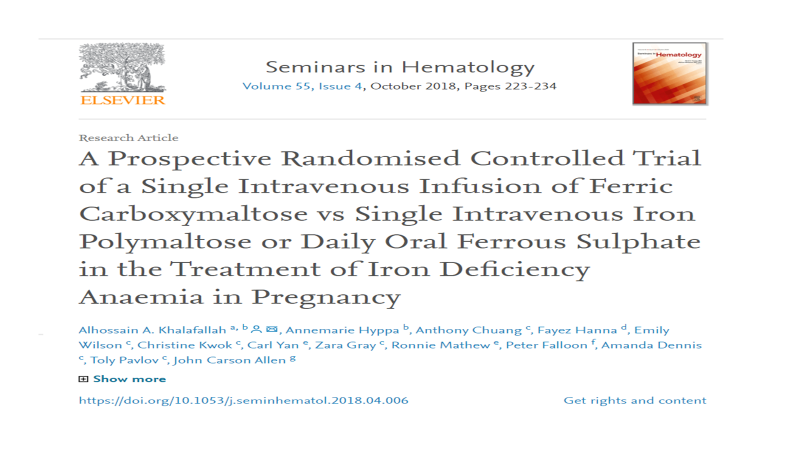 ELSEVIER
Seminars in Hematology
Volume 55, Issue 4, October 2018, Pages 223-234
Hematology
Research Article
A Prospective Randomised Controlled Trial
of a Single Intravenous Infusion of Ferric
Carboxymaltose vs Single Intravenous Iron
Polymaltose or Daily Oral Ferrous Sulphate
in the Treatment of Iron Deficiency
Anaemia in Pregnancy
Alhossain A. Khalafallah a, b, Annemarie Hyppa b, Anthony Chuang c, Fayez Hanna d, Emily
Wilson c, Christine Kwok c, Carl Yan e, Zara Gray c, Ronnie Mathew e, Peter Falloon f, Amanda Dennis
c, Toly Pavlov c, John Carson Allen g
Show more
https://doi.org/10.1053/j.seminhematol.2018.04.006
Get rights and content